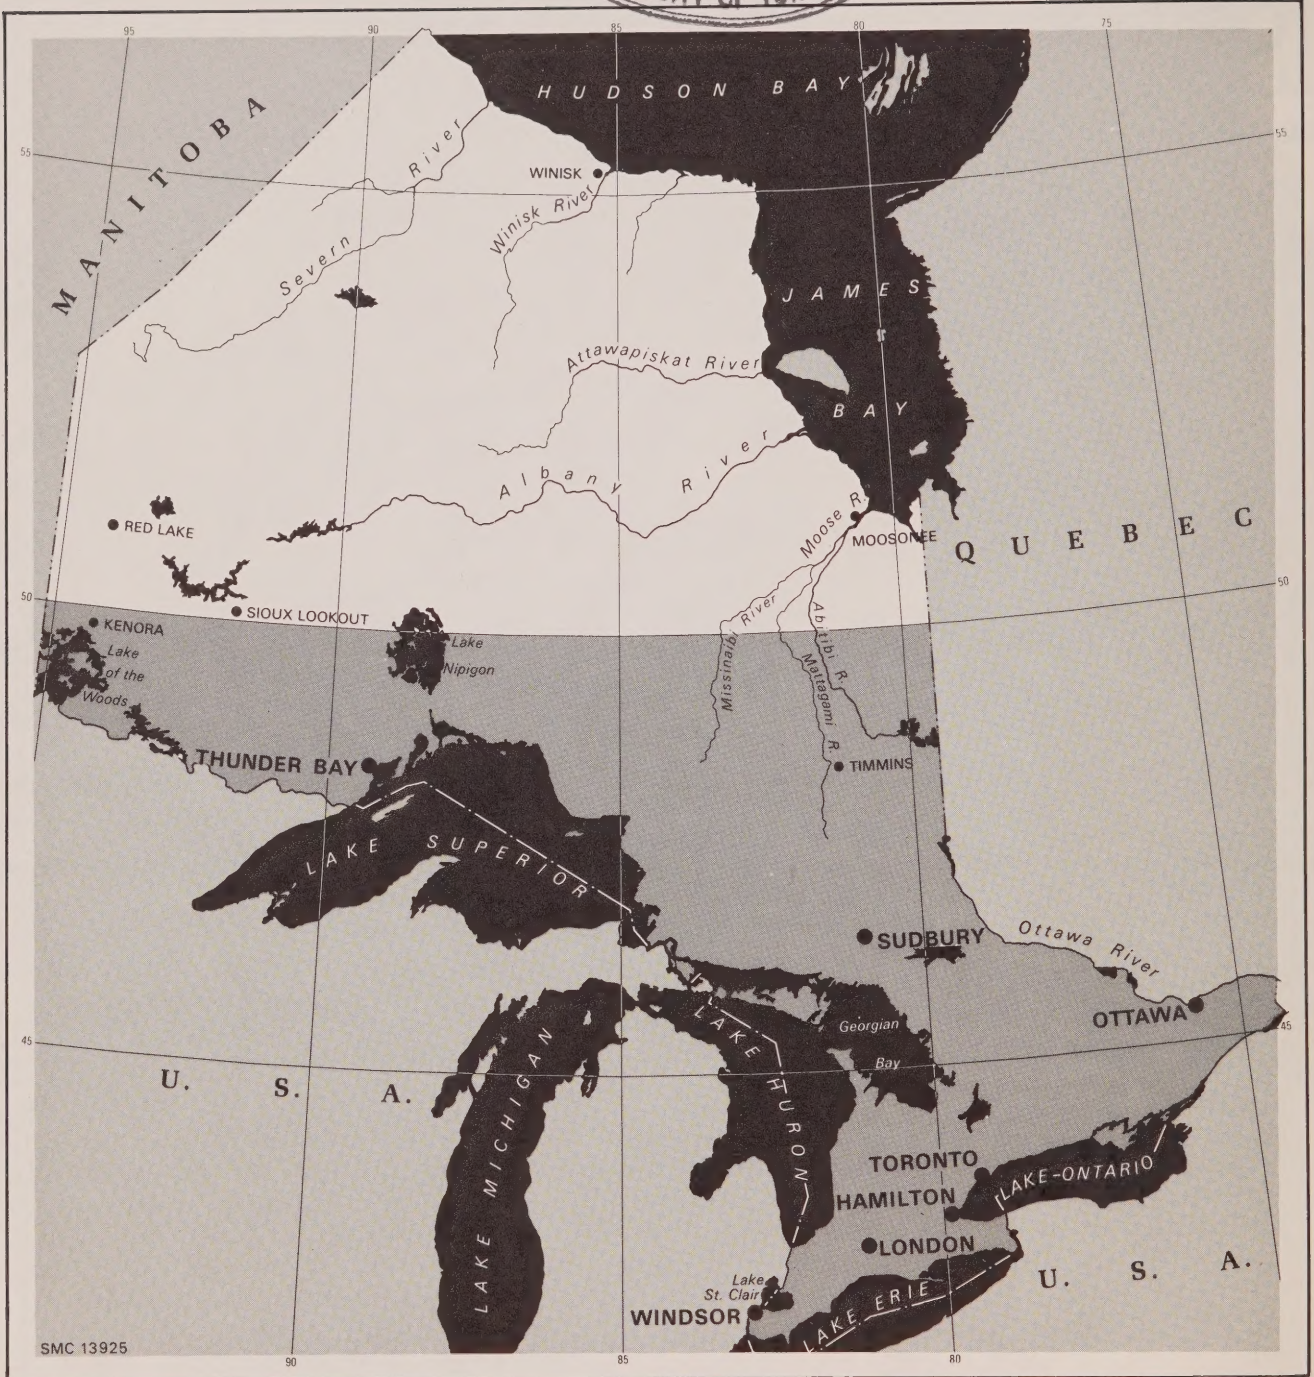 95 90 85 80 75
HUDSON BAY
MANITOBA
55 55
Severn River
WINISK
Winisk River
JAMES
BAY
Attawapiskat River
Albany River
RED LAKE
Moose R.
MOOSONEE
QUEBEC
50 50
SIOUX LOOKOUT
KENORA
Lake
of the
Woods
Lake
Nipigon
Missinaibi River
Abitibi R.
Mattagami R.
THUNDER BAY
TIMMINS
LAKE SUPERIOR
SUDBURY
Ottawa River
OTTAWA
Georgian
Bay
45 45
U. S. A.
LAKE MICHIGAN
LAKE HURON
TORONTO
LAKE-ONTARIO
HAMILTON
LONDON
U. S. A.
Lake
St. Clair
WINDSOR
LAKE ERIE
SMC 13925
90 85 80